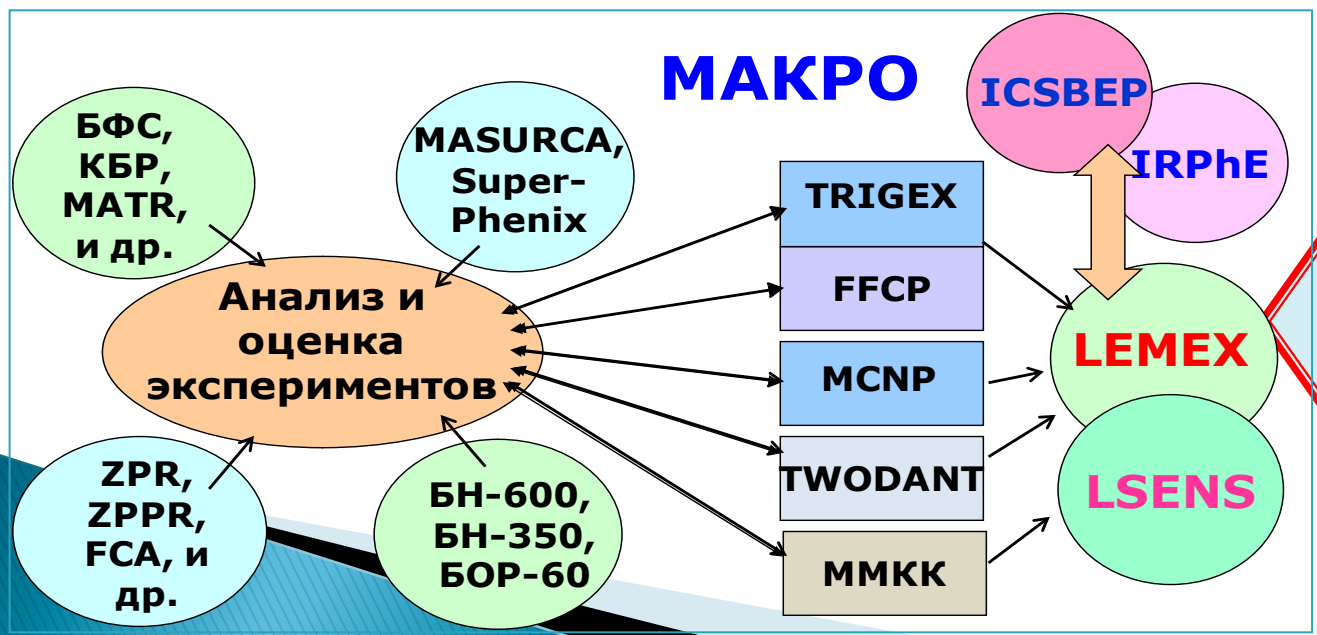 МАКРО
ICSBEP
IRPhE
БФС,
КБР,
MATR,
и др.
MASURCA,
Super-
Phenix
Анализ и
оценка
экспериментов
ZPR,
ZPPR,
FCA, и
др.
БН-600,
БН-350,
БОР-60
TRIGEX
FFCP
MCNP
TWODANT
ММКК
LEMEX
LSENS